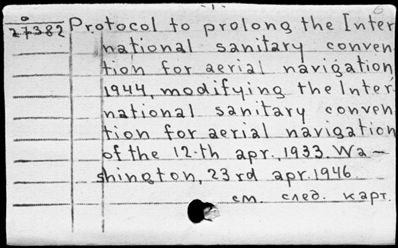 - 1 -
0
27382
Protocol to prolong the Inter
national sanitary conven
tion for aerial navigation
1944, modifying the Inter
national sanitary conven
tion for aerial navigation
of the 12-th apr., 1933. Wa-
shington, 23 rd apr. 1946.
см. след. карт.